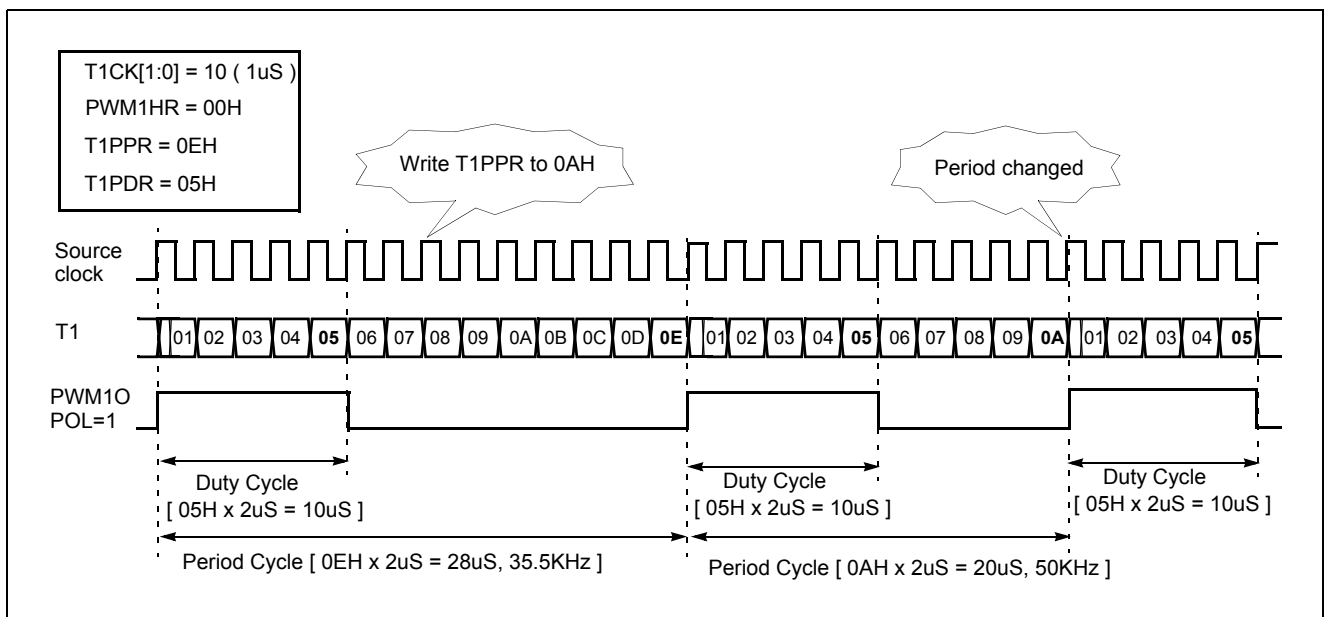 T1CK[1:0] = 10 ( 1uS )
PWM1HR = 00H
T1PPR = 0EH
T1PDR = 05H
Write T1PPR to 0AH
Period changed
Source
clock
T1
01 02 03 04 05 06 07 08 09 0A 0B 0C 0D 0E 01 02 03 04 05 06 07 08 09 0A 01 02 03 04 05
PWM1O
POL=1
Duty Cycle
[ 05H x 2uS = 10uS ]
Duty Cycle
[ 05H x 2uS = 10uS ]
Duty Cycle
[ 05H x 2uS = 10uS ]
Period Cycle [ 0EH x 2uS = 28uS, 35.5KHz ]
Period Cycle [ 0AH x 2uS = 20uS, 50KHz ]